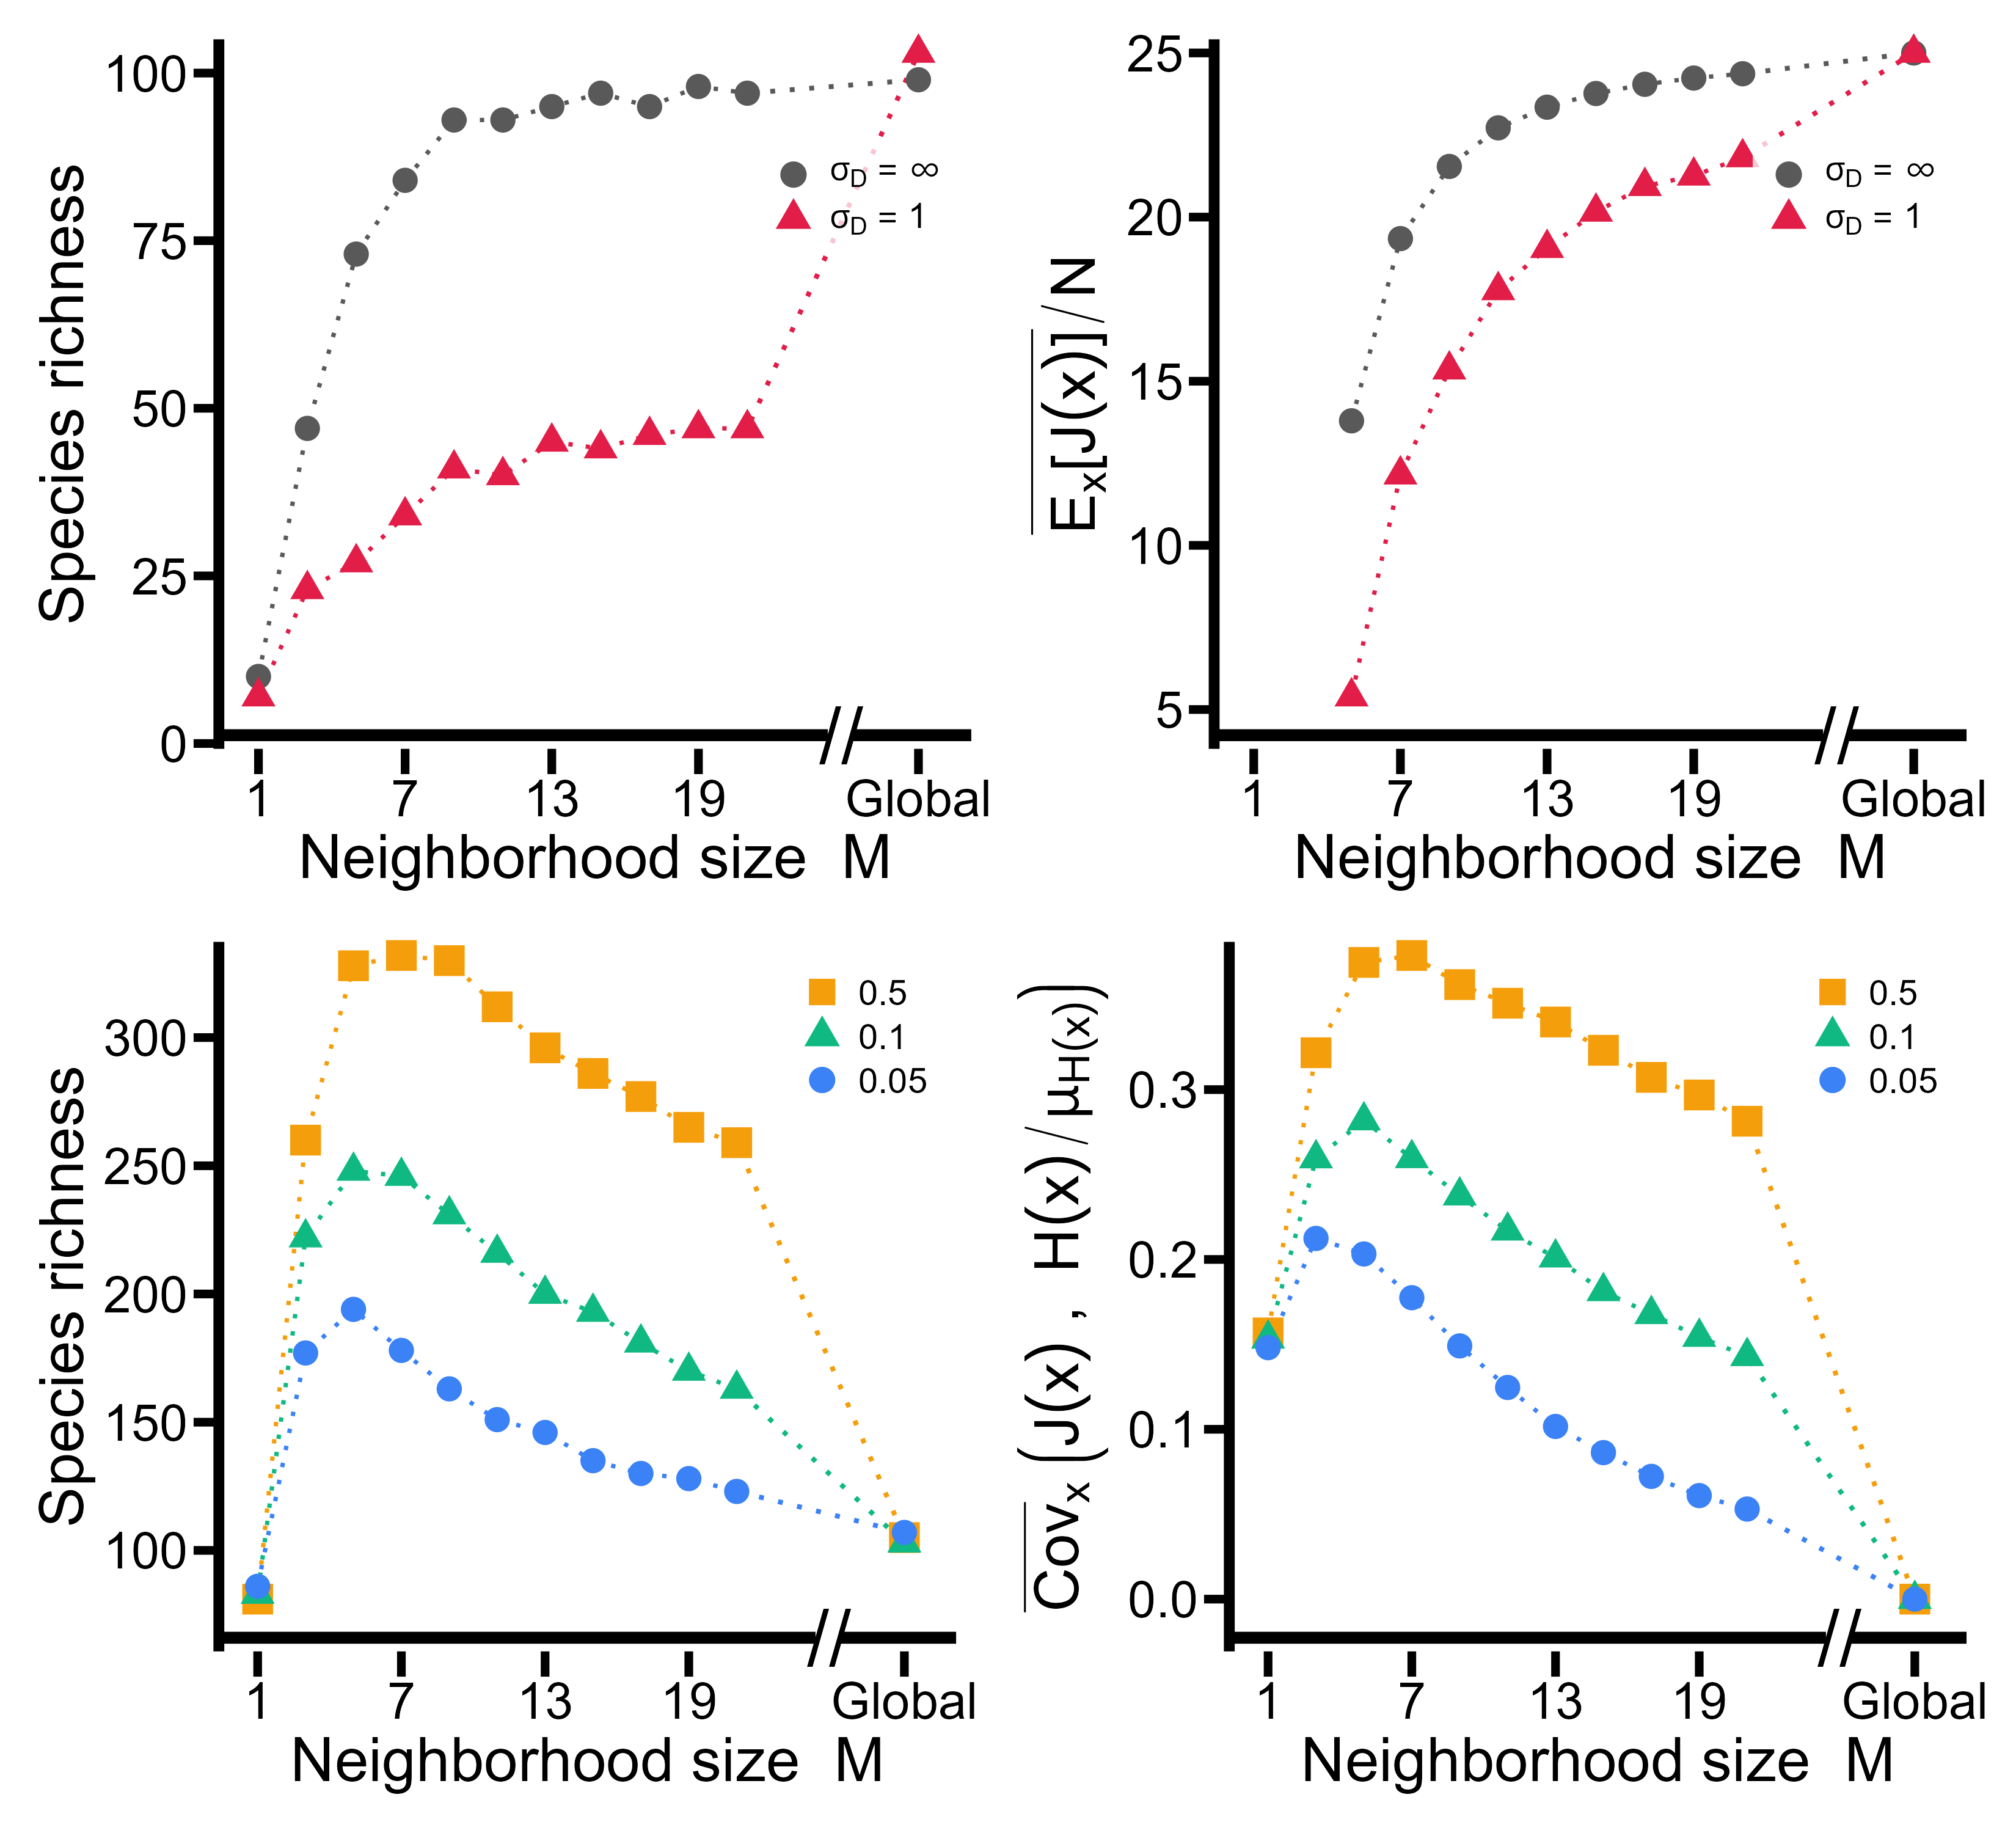 Species richness
100
75
50
25
0
σD = ∞
σD = 1
1 7 13 19 Global
Neighborhood size M
Ex[J(x)] / N
25
20
15
10
5
σD = ∞
σD = 1
1 7 13 19 Global
Neighborhood size M
Species richness
300
250
200
150
100
0.5
0.1
0.05
1 7 13 19 Global
Neighborhood size M
Covx (J(x) , H(x) / μH(x))
0.3
0.2
0.1
0.0
0.5
0.1
0.05
1 7 13 19 Global
Neighborhood size M